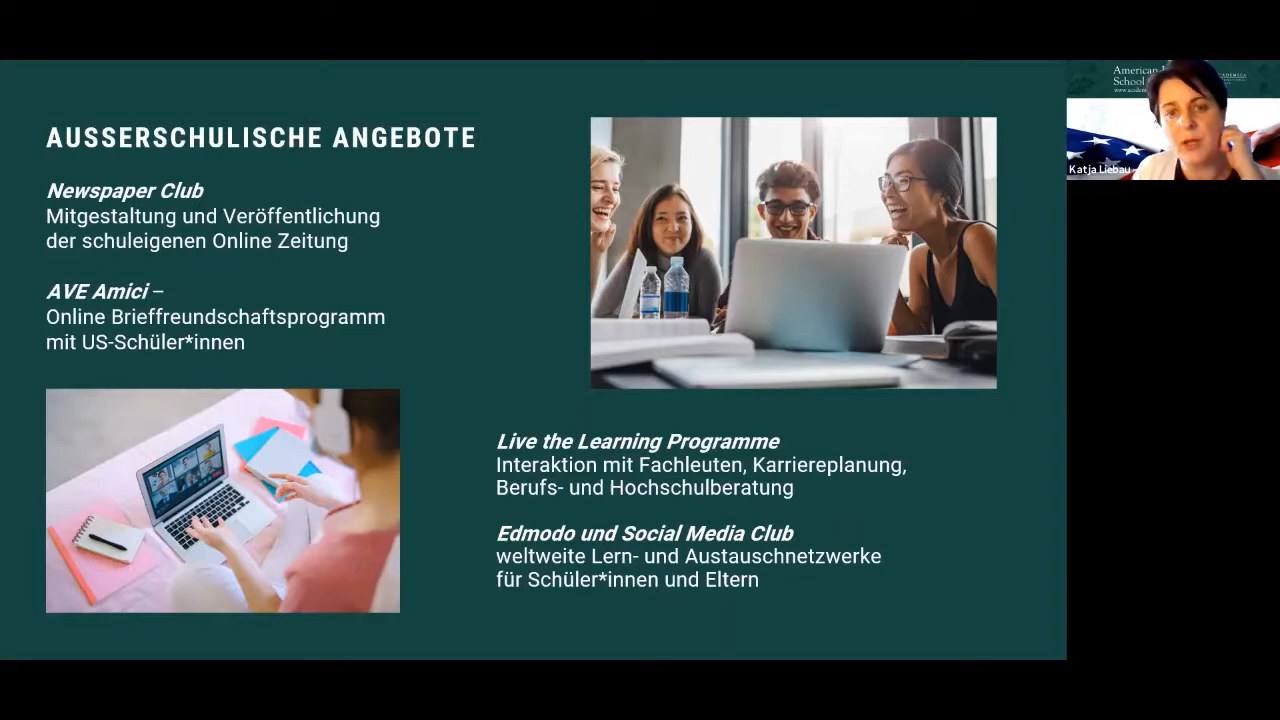 AUSSERSCHULISCHE ANGEBOTE
Newspaper Club
Mitgestaltung und Veröffentlichung
der schuleigenen Online Zeitung
AVE Amici –
Online Brieffreundschaftsprogramm
mit US-Schüler*innen
Live the Learning Programme
Interaktion mit Fachleuten, Karriereplanung,
Berufs- und Hochschulberatung
Edmodo und Social Media Club
weltweite Lern- und Austauschnetzwerke
für Schüler*innen und Eltern
American
School
Katja Liebau